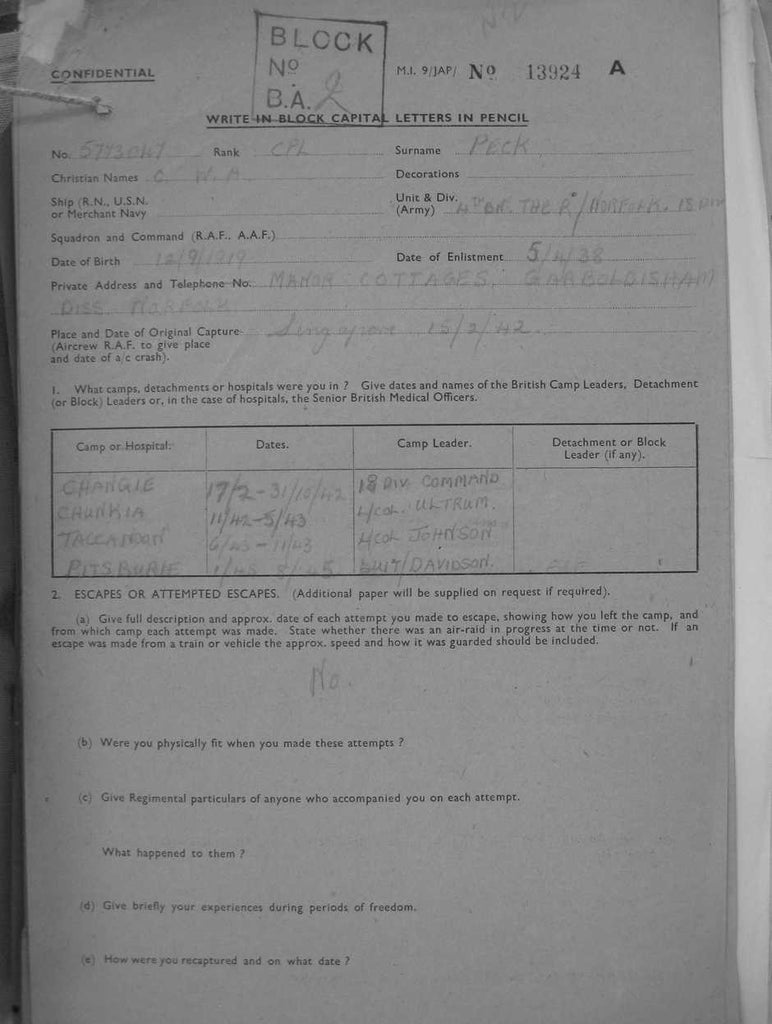 BLOCK
Nº
B.A. 2
CONFIDENTIAL
M.I. 9/JAP/ Nº 13924 A
WRITE IN BLOCK CAPITAL LETTERS IN PENCIL
No. Rank CPL Surname PECK
Christian Names C W A Decorations
Ship (R.N., U.S.N. or Merchant Navy Unit & Div. (Army) 4TH BN. THE R/NORFOLK. 18 DIV
Squadron and Command (R.A.F., A.A.F.)
Date of Birth 12/9/1919 Date of Enlistment 5/4/38
Private Address and Telephone No. MANOR COTTAGES, GARBOLDISHAM
DISS NORFOLK
Place and Date of Original Capture Singapore 15/2/42
(Aircrew R.A.F. to give place
and date of a/c crash).
1. What camps, detachments or hospitals were you in ? Give dates and names of the British Camp Leaders, Detachment
(or Block) Leaders or, in the case of hospitals, the Senior British Medical Officers.
Camp or Hospital. Dates. Camp Leader. Detachment or Block Leader (if any).
CHANGIE 17/2-31/10/42 18 DIV COMMAND
CHUNKIA 11/42-5/43 L/COL. ULTRUM.
6/43-11/43 L/COL JOHNSON
DAVIDSON.
2. ESCAPES OR ATTEMPTED ESCAPES. (Additional paper will be supplied on request if required).
(a) Give full description and approx. date of each attempt you made to escape, showing how you left the camp, and
from which camp each attempt was made. State whether there was an air-raid in progress at the time or not. If an
escape was made from a train or vehicle the approx. speed and how it was guarded should be included.
No.
(b) Were you physically fit when you made these attempts ?
(c) Give Regimental particulars of anyone who accompanied you on each attempt.
What happened to them ?
(d) Give briefly your experiences during periods of freedom.
(e) How were you recaptured and on what date ?